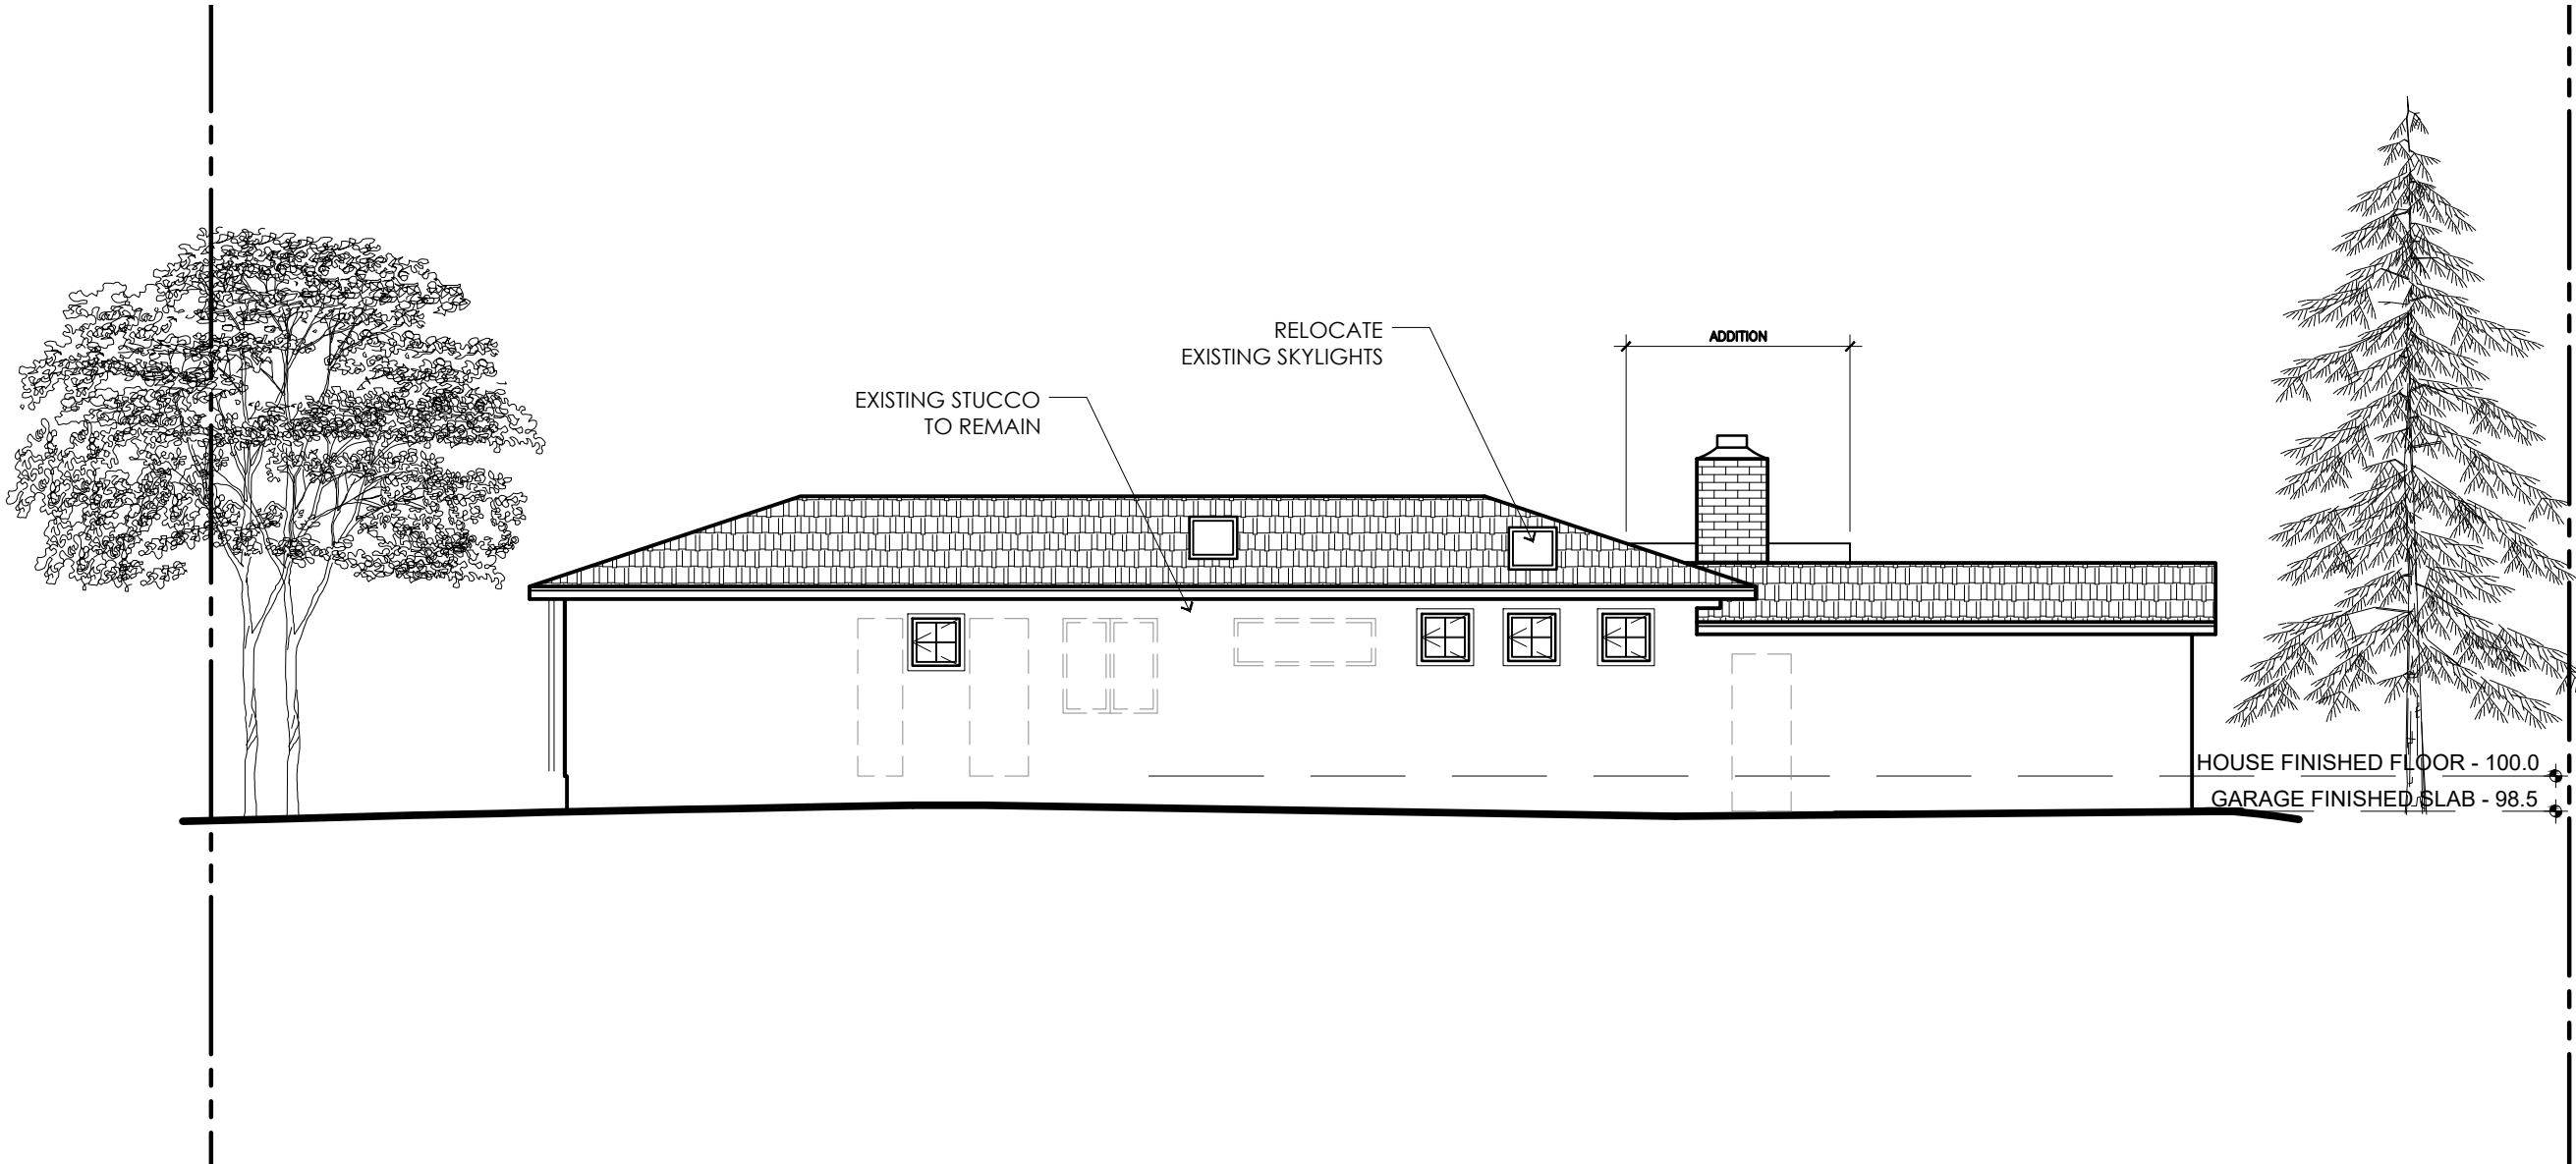 RELOCATE
EXISTING SKYLIGHTS
ADDITION
EXISTING STUCCO
TO REMAIN
HOUSE FINISHED FLOOR - 100.0
GARAGE FINISHED SLAB - 98.5